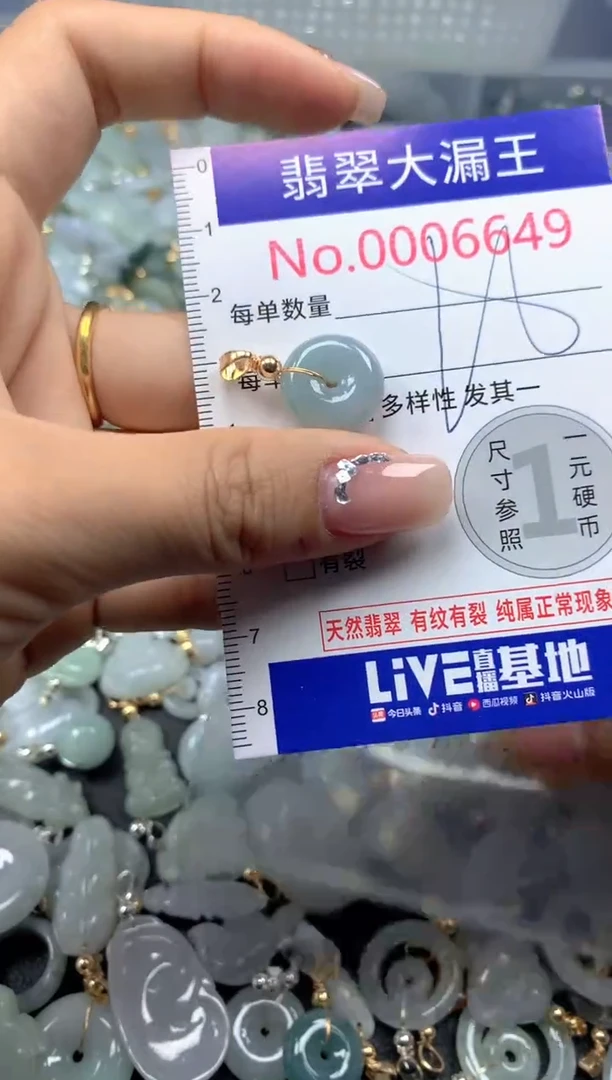 0
翡翠大漏王
1
No.0006649
2
每单数量
每
多样性 发其一
尺寸参照
1
一元硬币
有裂
天然翡翠 有纹有裂 纯属正常现象
7
LiVE直播基地
8
头条 今日头条 抖音 西瓜视频 抖音火山版